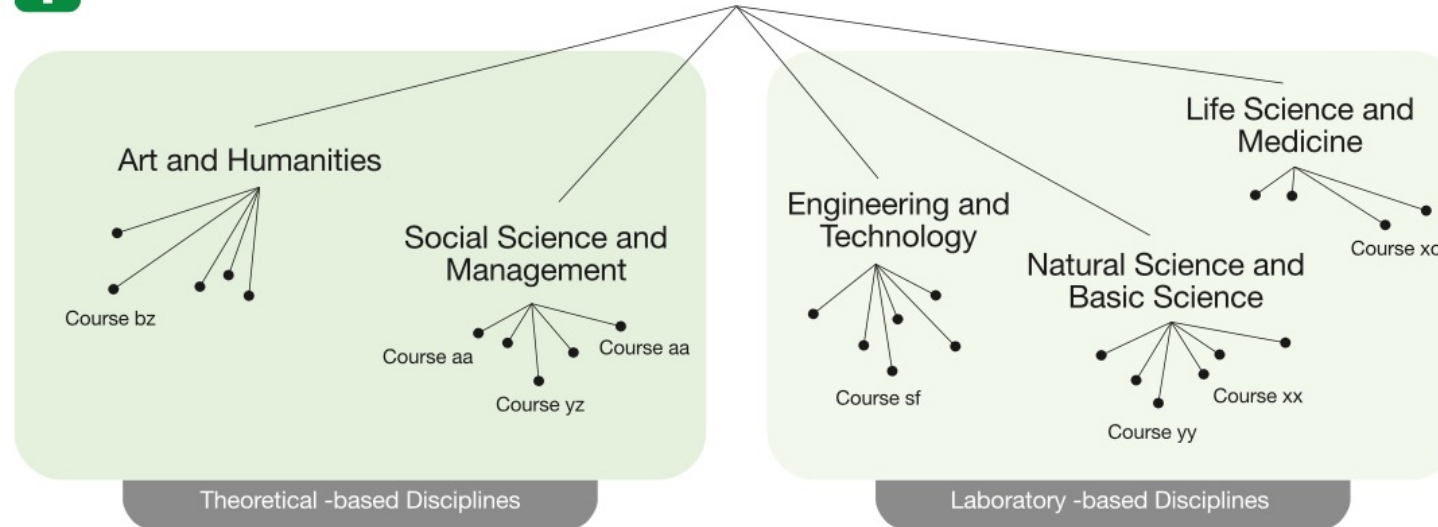 Art and Humanities
Course bz
Social Science and
Management
Course aa
Course aa
Course yz
Theoretical -based Disciplines
Life Science and
Medicine
Course xc
Engineering and
Technology
Course sf
Natural Science and
Basic Science
Course xx
Course yy
Laboratory -based Disciplines